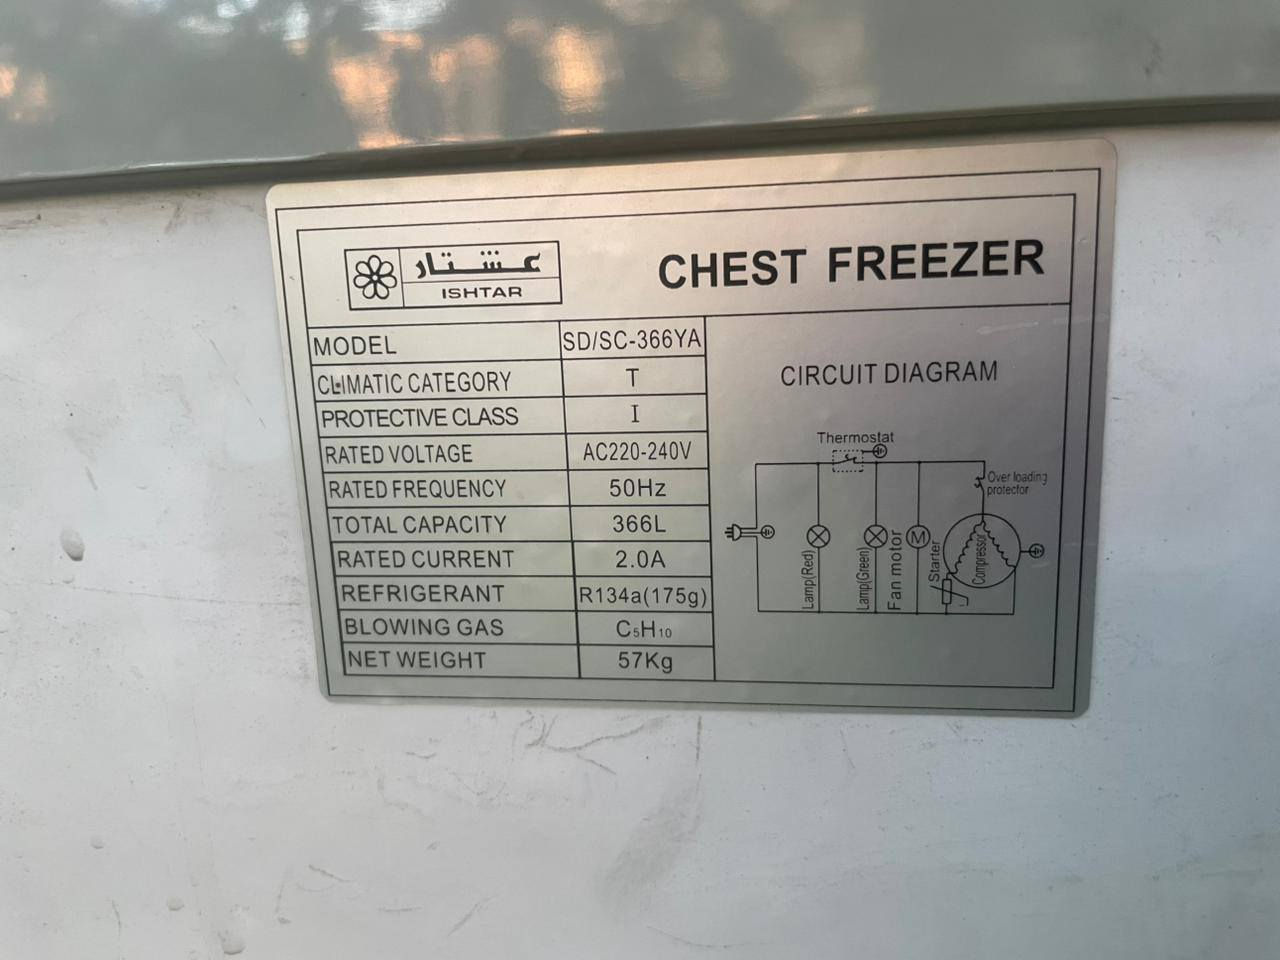 عشتار
ISHTAR
CHEST FREEZER
MODEL SD/SC-366YA
CLIMATIC CATEGORY T
PROTECTIVE CLASS I
RATED VOLTAGE AC220-240V
RATED FREQUENCY 50Hz
TOTAL CAPACITY 366L
RATED CURRENT 2.0A
REFRIGERANT R134a(175g)
BLOWING GAS C₅H₁₀
NET WEIGHT 57Kg
CIRCUIT DIAGRAM
Thermostat
Over loading
protector
Lamp(Red)
Lamp(Green)
Fan motor
M
Starter
Compressor